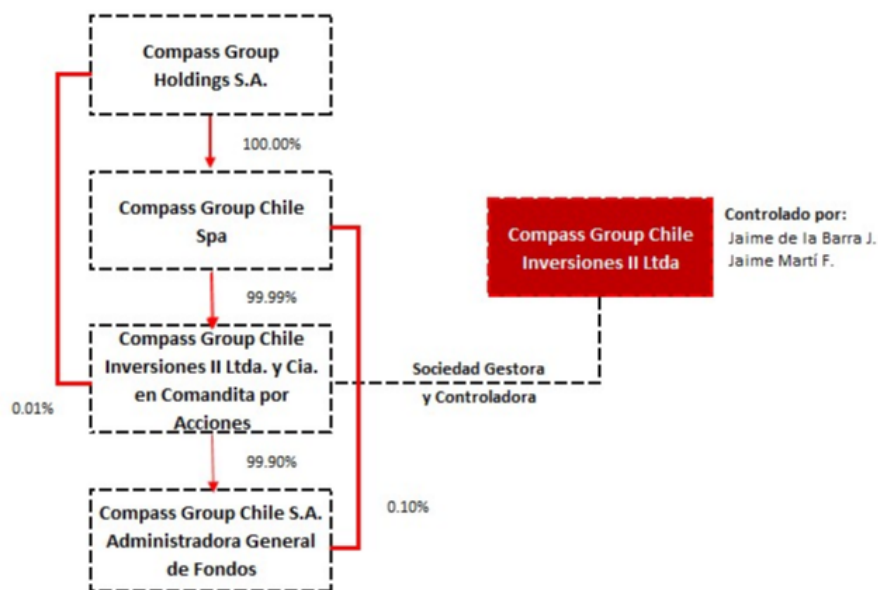 Compass Group
Holdings S.A.
100.00%
Compass Group Chile
Spa
99.99%
Compass Group Chile
Inversiones II Ltda. y Cia.
en Comandita por
Acciones
0.01%
99.90%
Compass Group Chile S.A.
Administradora General
de Fondos
0.10%
Sociedad Gestora
y Controladora
Compass Group Chile
Inversiones II Ltda
Controlado por:
Jaime de la Barra J.
Jaime Martí F.